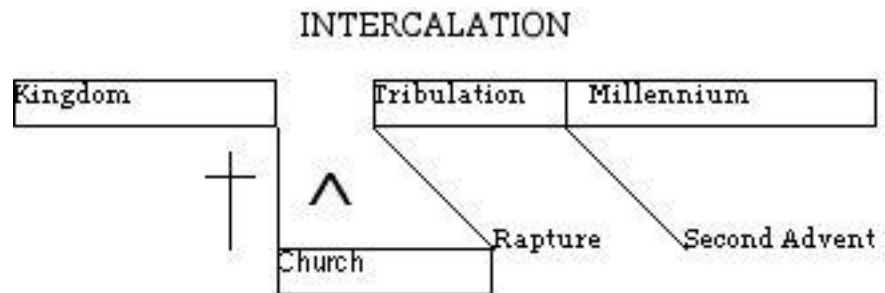 INTERCALATION
Kingdom Tribulation Millennium
Rapture Second Advent
Church